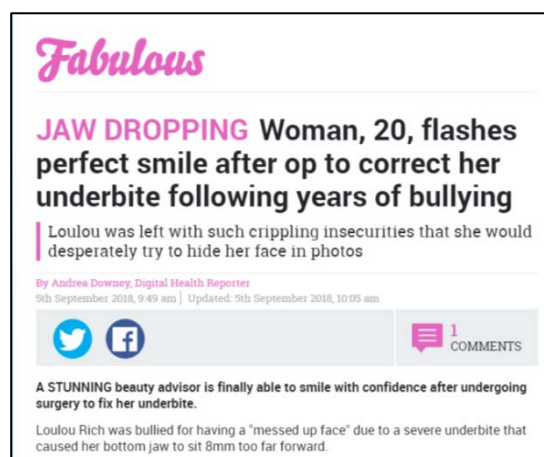 Fabulous
JAW DROPPING Woman, 20, flashes
perfect smile after op to correct her
underbite following years of bullying
Loulou was left with such crippling insecurities that she would
desperately try to hide her face in photos
By Andrea Downey, Digital Health Reporter
5th September 2018, 9:49 am | Updated: 5th September 2018, 10:05 am
1
COMMENTS
A STUNNING beauty advisor is finally able to smile with confidence after undergoing
surgery to fix her underbite.
Loulou Rich was bullied for having a "messed up face" due to a severe underbite that
caused her bottom jaw to sit 8mm too far forward.